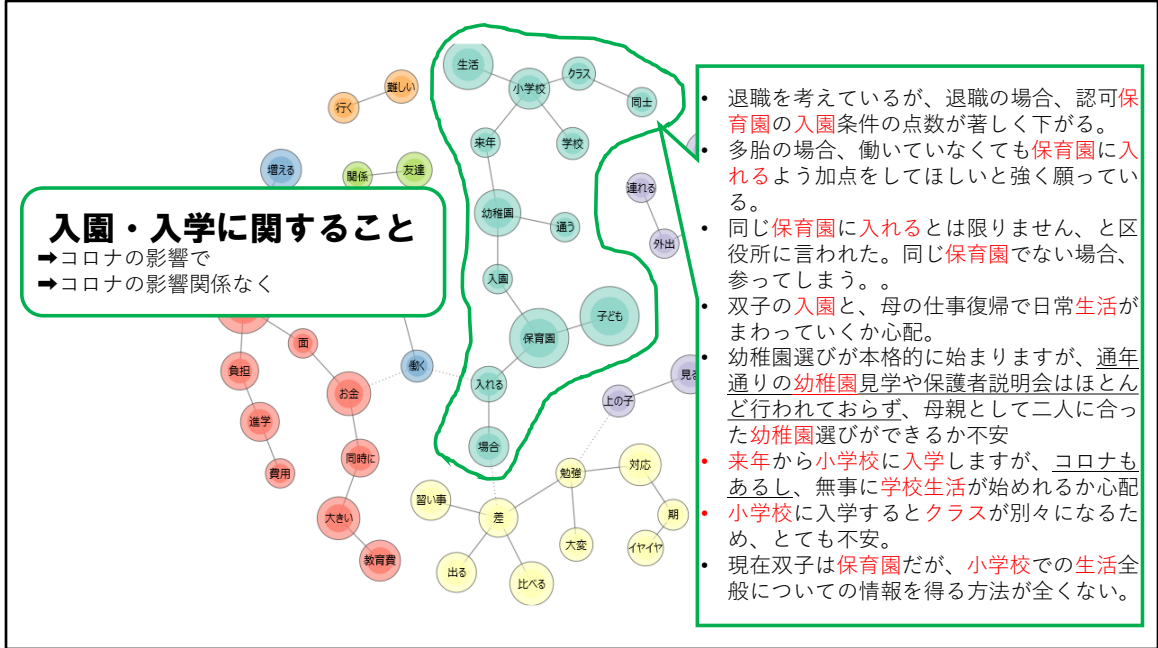 生活
小学校
クラス
同士
難しい
行く
来年
学校
増える
関係
友達
連れる
幼稚園
通う
外出
入園・入学に関すること
➡コロナの影響で
➡コロナの影響関係なく
入園
子ども
保育園
面
働く
負担
お金
入れる
見る
上の子
進学
場合
同時に
費用
勉強
対応
習い事
差
大きい
期
大変
イヤイヤ
教育費
出る
比べる
• 退職を考えているが、退職の場合、認可保
育園の入園条件の点数が著しく下がる。
• 多胎の場合、働いていなくても保育園に入
れるよう加点をしてほしいと強く願ってい
る。
• 同じ保育園に入れるとは限りません、と区
役所に言われた。同じ保育園でない場合、
参ってしまう。。
• 双子の入園と、母の仕事復帰で日常生活が
まわっていくか心配。
• 幼稚園選びが本格的に始まりますが、通年
通りの幼稚園見学や保護者説明会はほとん
ど行われておらず、母親として二人に合っ
た幼稚園選びができるか不安
• 来年から小学校に入学しますが、コロナも
あるし、無事に学校生活が始めれるか心配
• 小学校に入学するとクラスが別々になるた
め、とても不安。
• 現在双子は保育園だが、小学校での生活全
般についての情報を得る方法が全くない。